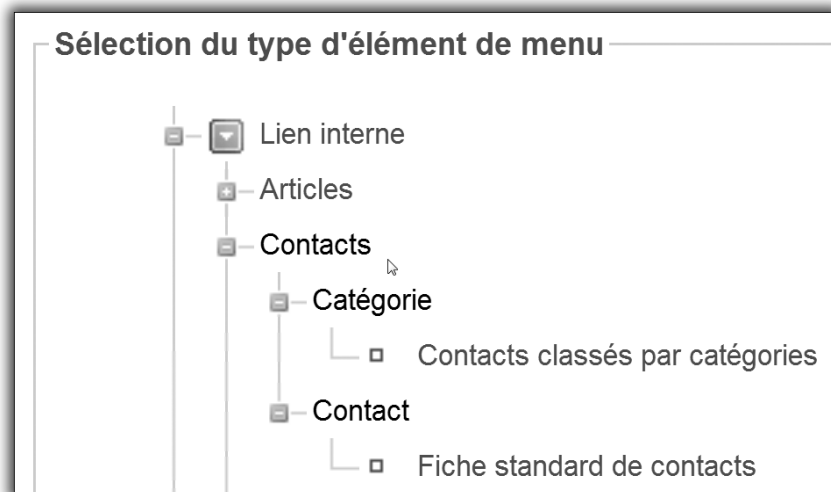 Sélection du type d'élément de menu
Lien interne
Articles
Contacts
Catégorie
Contacts classés par catégories
Contact
Fiche standard de contacts